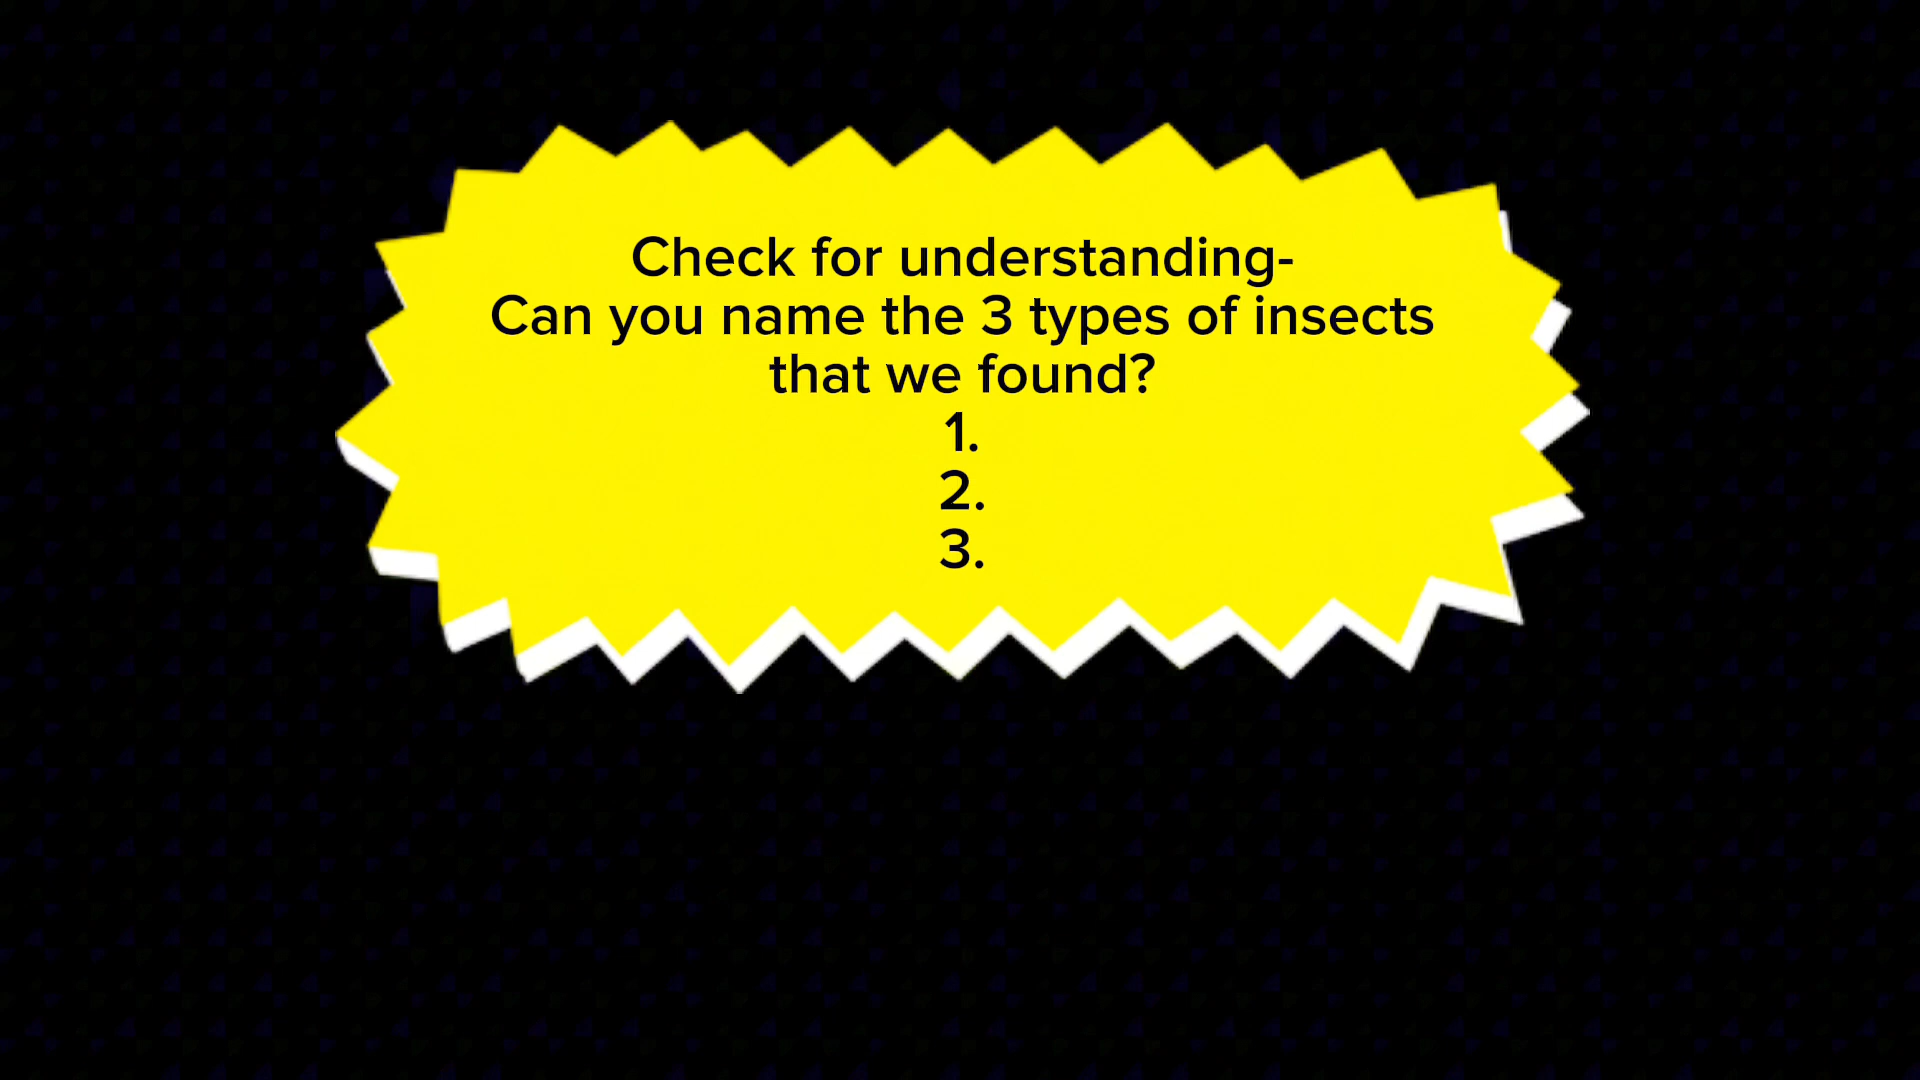 Check for understanding-
Can you name the 3 types of insects
that we found?
1.
2.
3.